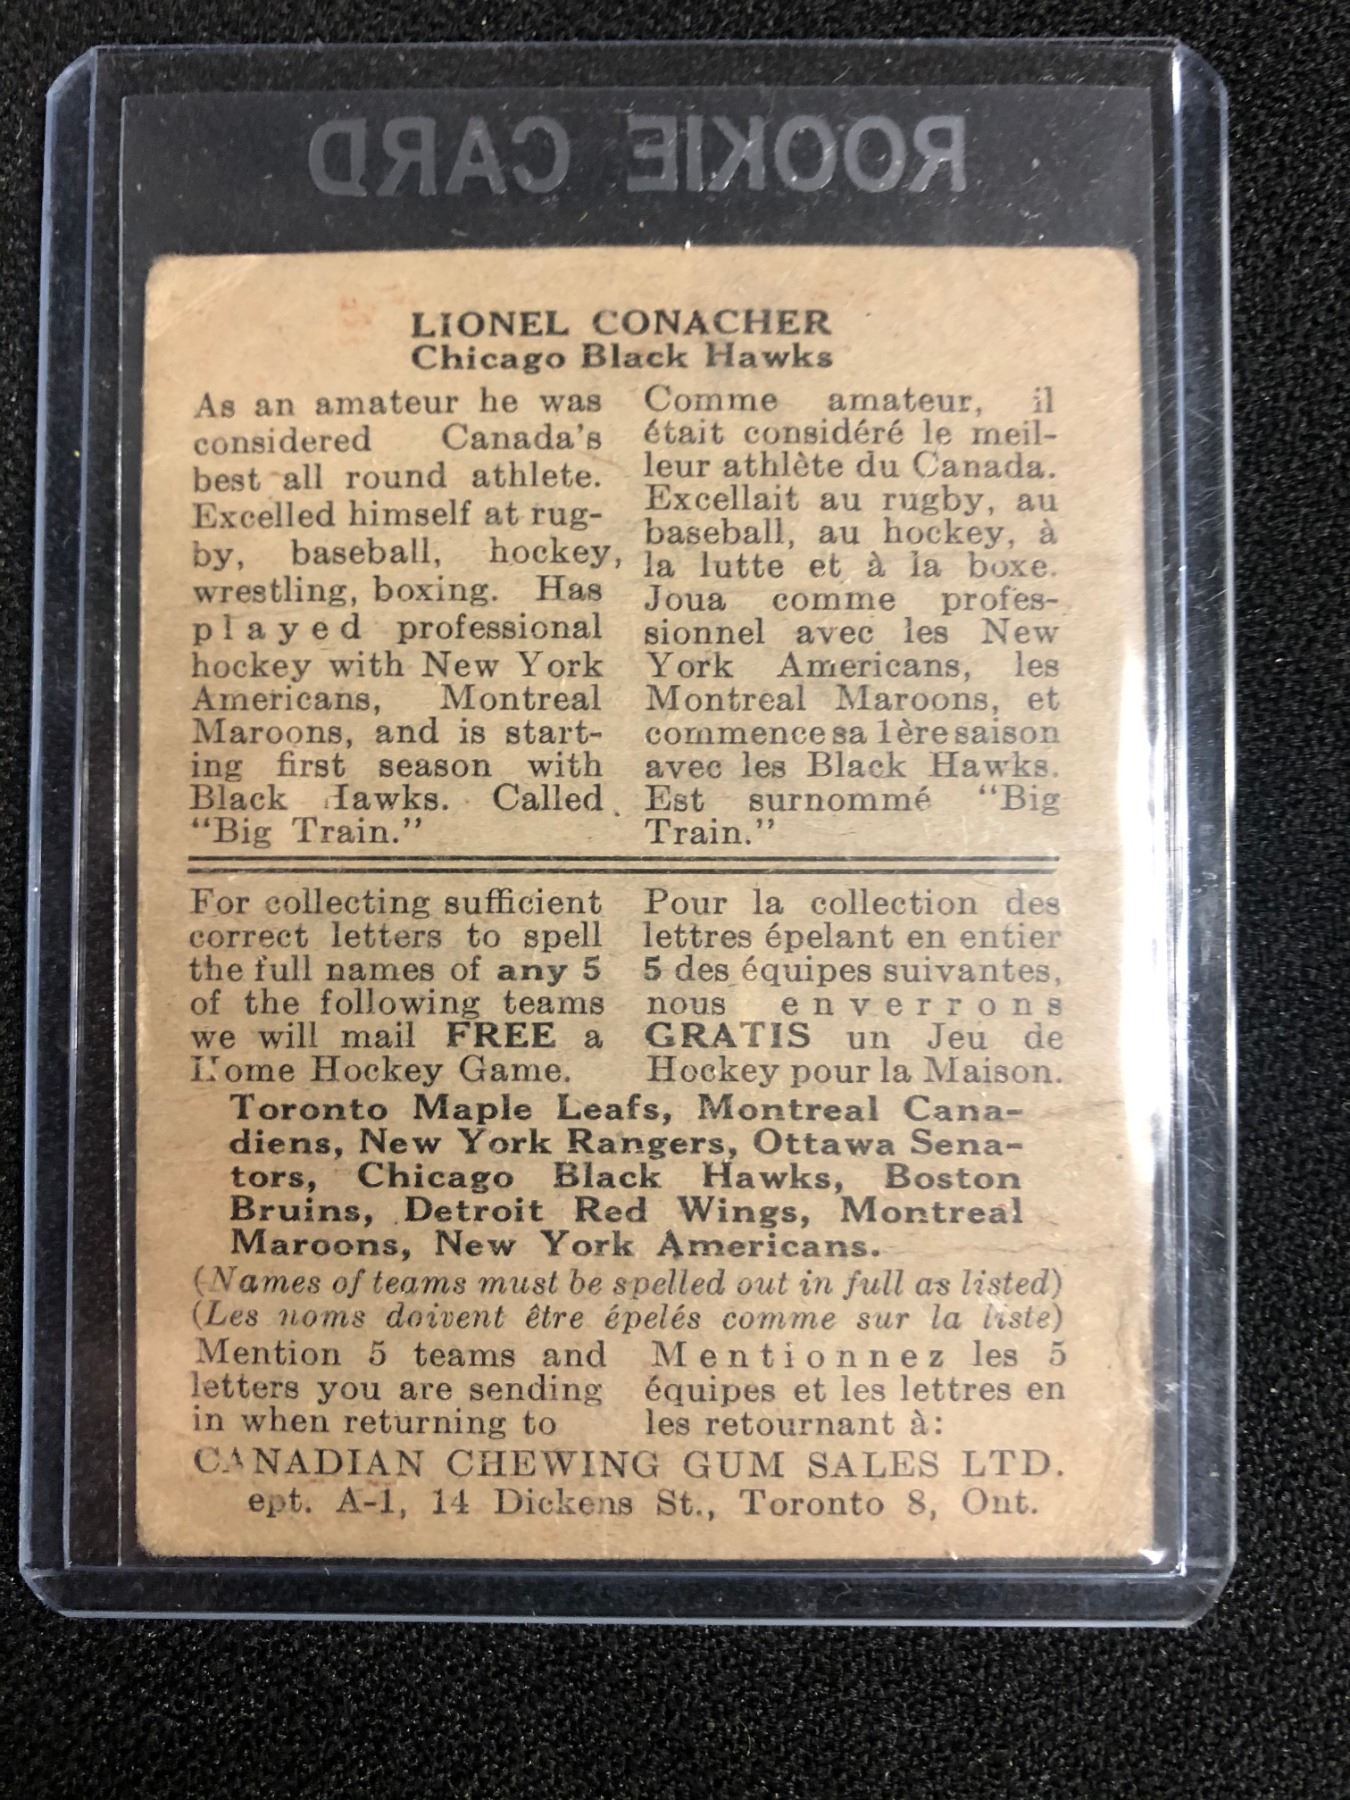 ROOKIE CARD
LIONEL CONACHER
Chicago Black Hawks
As an amateur he was
considered Canada's
best all round athlete.
Excelled himself at rug-
by, baseball, hockey,
wrestling, boxing. Has
played professional
hockey with New York
Americans, Montreal
Maroons, and is start-
ing first season with
Black Hawks. Called
“Big Train.”
Comme amateur, il
était considéré le meil-
leur athlète du Canada.
Excellait au rugby, au
baseball, au hockey, à
la lutte et à la boxe.
Joua comme profes-
sionnel avec les New
York Americans, les
Montreal Maroons, et
commence sa 1ère saison
avec les Black Hawks.
Est surnommé “Big
Train.”
For collecting sufficient
correct letters to spell
the full names of any 5
of the following teams
we will mail FREE a
Home Hockey Game.
Pour la collection des
lettres épelant en entier
5 des équipes suivantes,
nous enverrons
GRATIS un Jeu de
Hockey pour la Maison.
Toronto Maple Leafs, Montreal Cana-
diens, New York Rangers, Ottawa Sena-
tors, Chicago Black Hawks, Boston
Bruins, Detroit Red Wings, Montreal
Maroons, New York Americans.
(Names of teams must be spelled out in full as listed)
(Les noms doivent être épelés comme sur la liste)
Mention 5 teams and
letters you are sending
in when returning to
Mentionnez les 5
équipes et les lettres en
les retournant à:
CANADIAN CHEWING GUM SALES LTD.
ept. A-1, 14 Dickens St., Toronto 8, Ont.